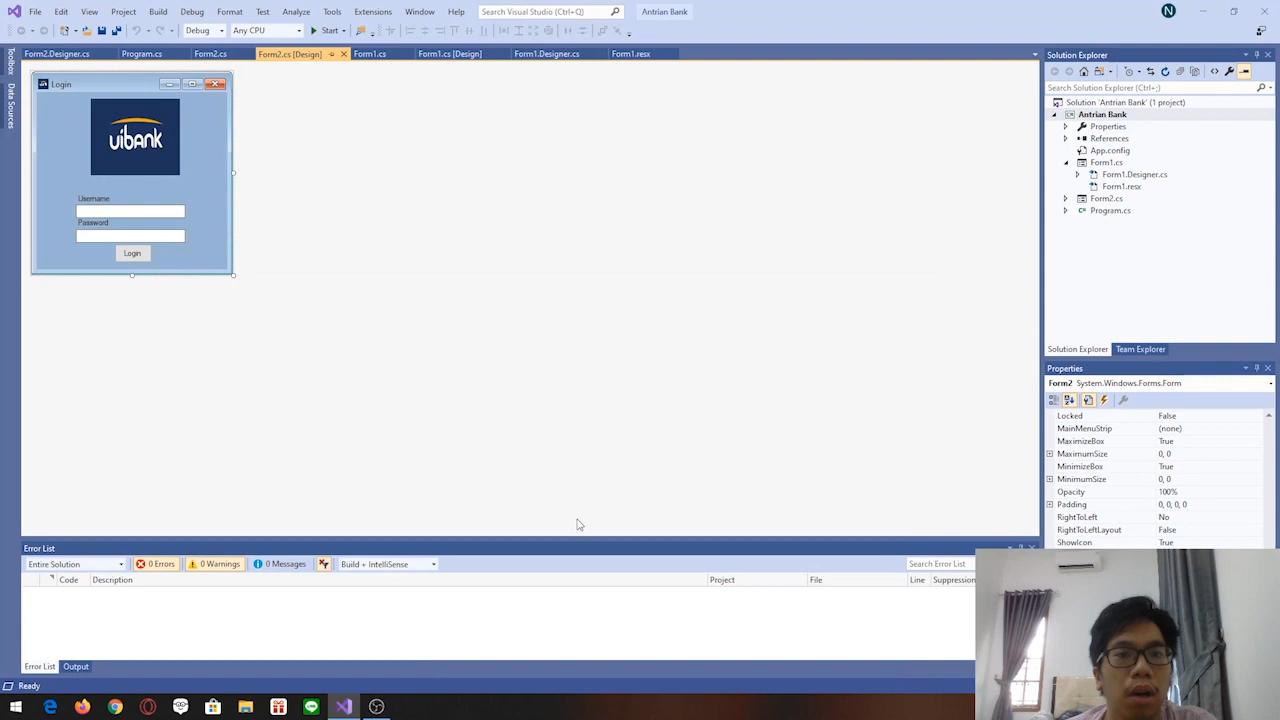 File Edit View Project Build Debug Format Test Analyze Tools Extensions Window Help Search Visual Studio (Ctrl+Q) Antrian Bank N
Debug Any CPU Start
Toolbox
Data Sources
Form2.Designer.cs Program.cs Form2.cs Form2.cs [Design] Form1.cs Form1.cs [Design] Form1.Designer.cs Form1.resx
Login
uibank
Username
Password
Login
Solution Explorer
Search Solution Explorer (Ctrl+;)
Solution 'Antrian Bank' (1 project)
Antrian Bank
Properties
References
App.config
Form1.cs
Form1.Designer.cs
Form1.resx
Form2.cs
Program.cs
Solution Explorer Team Explorer
Properties
Form2 System.Windows.Forms.Form
Locked False
MainMenuStrip (none)
MaximizeBox True
MaximumSize 0, 0
MinimizeBox True
MinimumSize 0, 0
Opacity 100%
Padding 0, 0, 0, 0
RightToLeft No
RightToLeftLayout False
ShowIcon True
Error List
Entire Solution 0 Errors 0 Warnings 0 Messages Build + IntelliSense Search Error List
Code Description Project File Line Suppression
Error List Output
Ready